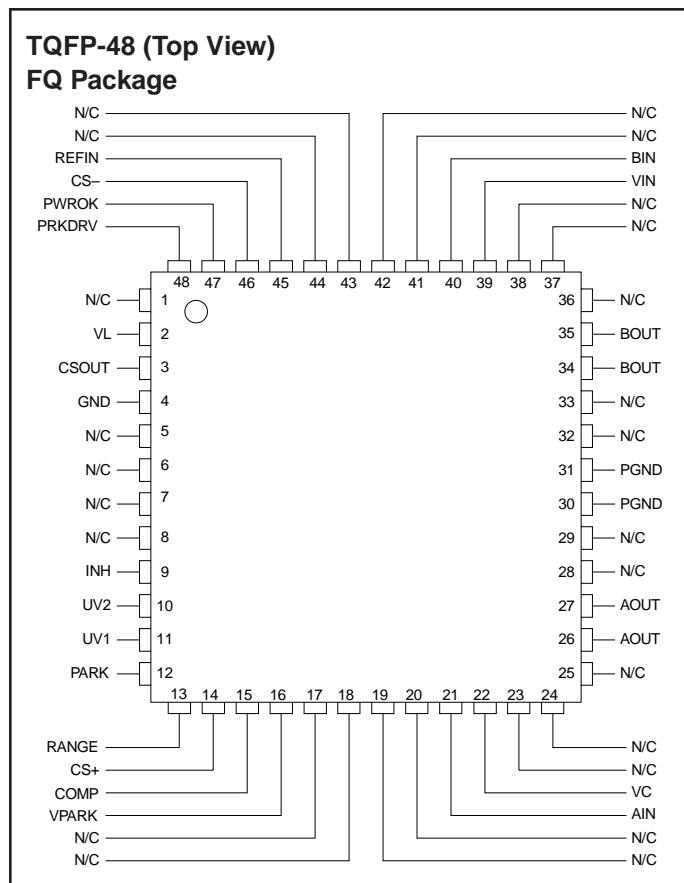 TQFP-48 (Top View)
FQ Package
N/C
N/C
REFIN
CS–
PWROK
PRKDRV
N/C
N/C
BIN
VIN
N/C
N/C
48 47 46 45 44 43 42 41 40 39 38 37
N/C 1 36 N/C
VL 2 35 BOUT
CSOUT 3 34 BOUT
GND 4 33 N/C
N/C 5 32 N/C
N/C 6 31 PGND
N/C 7 30 PGND
N/C 8 29 N/C
INH 9 28 N/C
UV2 10 27 AOUT
UV1 11 26 AOUT
PARK 12 25 N/C
13 14 15 16 17 18 19 20 21 22 23 24
RANGE
CS+
COMP
VPARK
N/C
N/C
N/C
N/C
VC
AIN
N/C
N/C